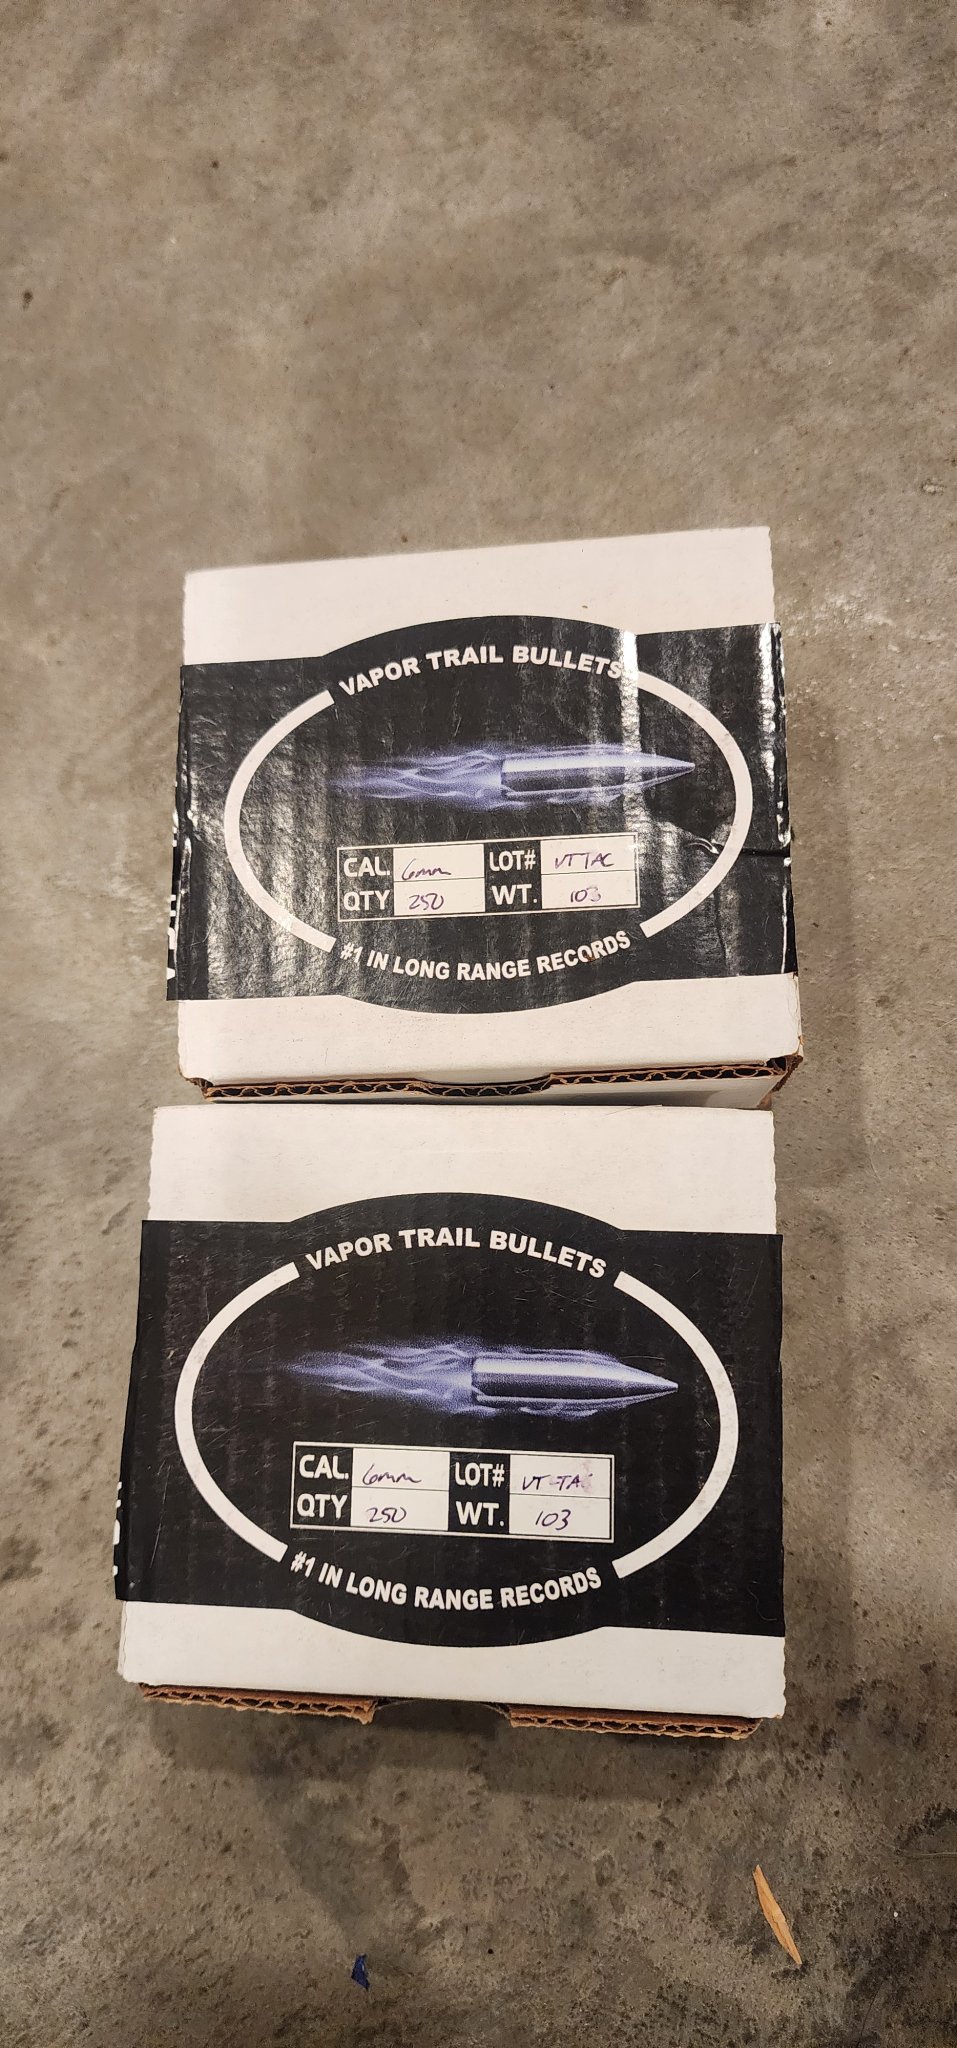 VAPOR TRAIL BULLETS
CAL. 6mm LOT# VTTAC
QTY 250 WT. 103
#1 IN LONG RANGE RECORDS
VAPOR TRAIL BULLETS
CAL. 6mm LOT# VT-TAC
QTY 250 WT. 103
#1 IN LONG RANGE RECORDS